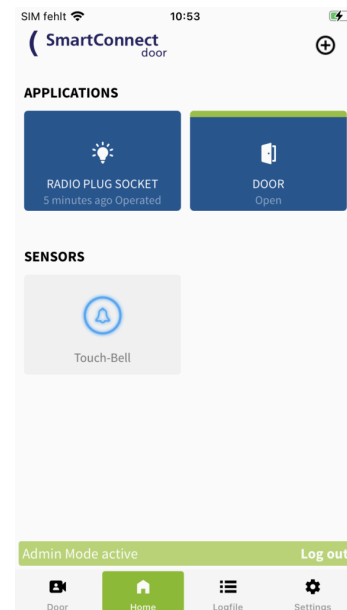 SIM fehlt 10:53
SmartConnect
door
APPLICATIONS
RADIO PLUG SOCKET DOOR
5 minutes ago Operated Open
SENSORS
Touch-Bell
Admin Mode active Log out
Door Home Logfile Settings